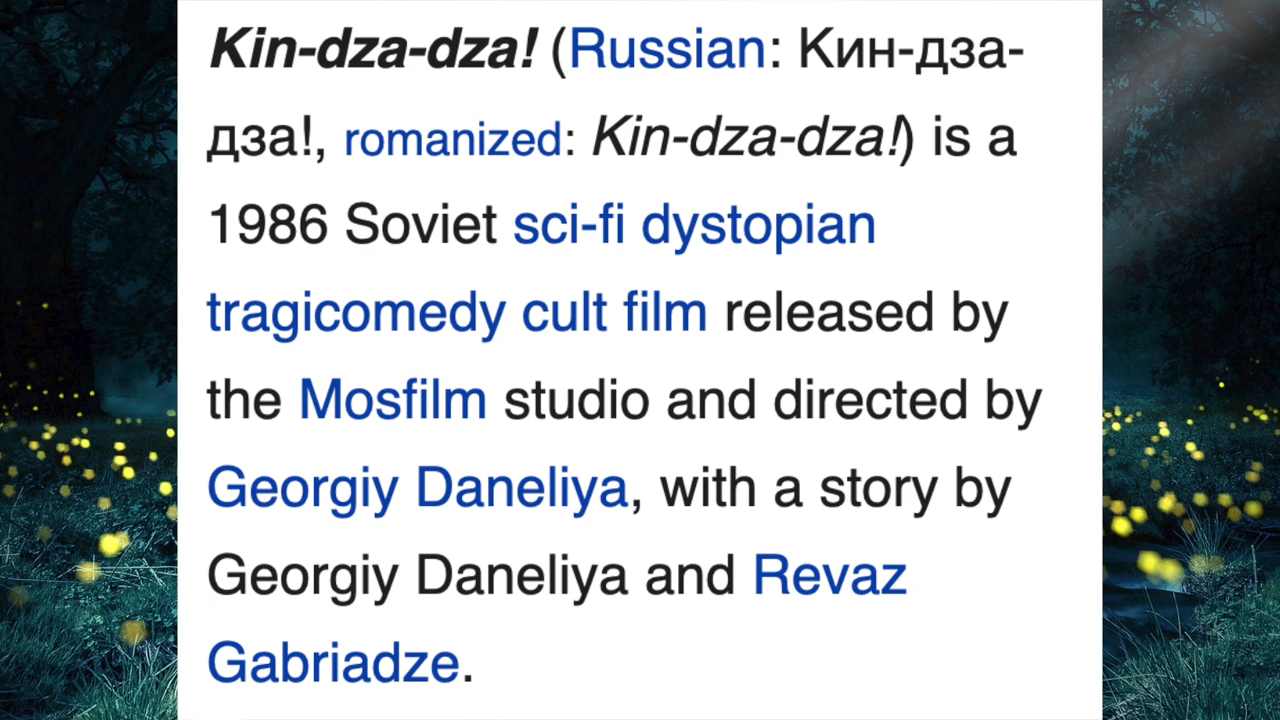 Kin-dza-dza! (Russian: Кин-дза-
дза!, romanized: Kin-dza-dza!) is a
1986 Soviet sci-fi dystopian
tragicomedy cult film released by
the Mosfilm studio and directed by
Georgiy Daneliya, with a story by
Georgiy Daneliya and Revaz
Gabriadze.